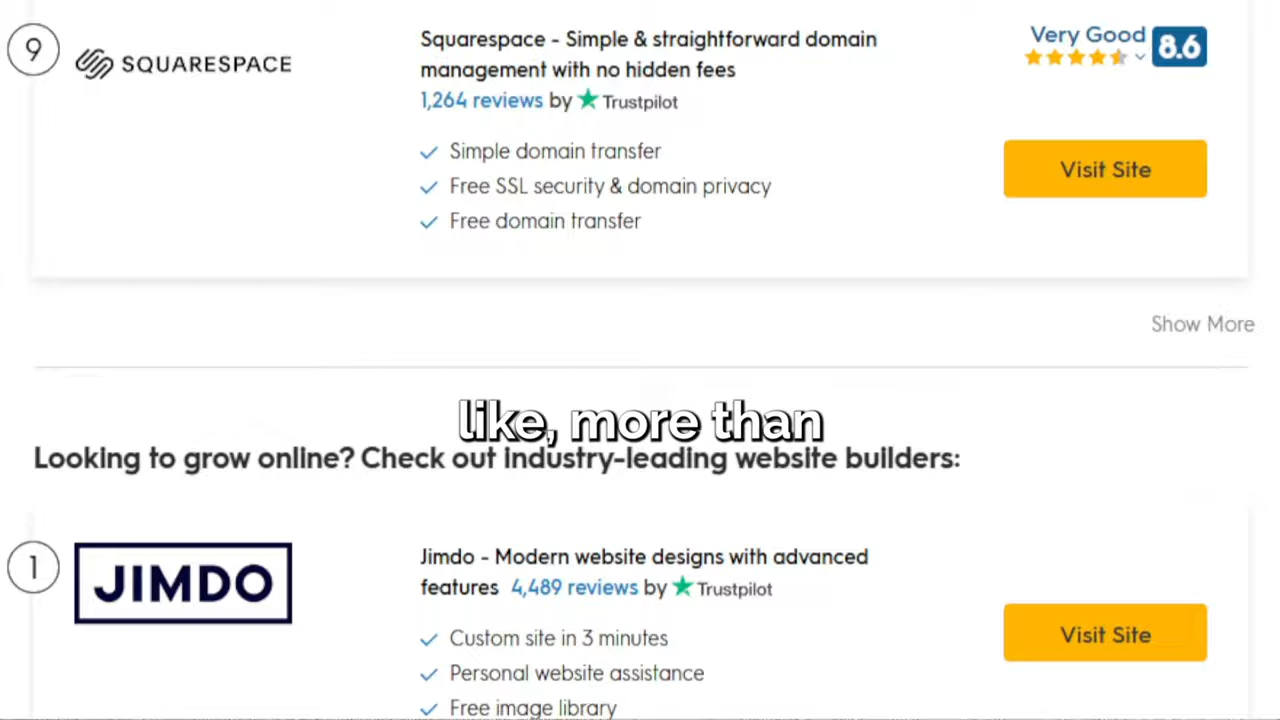 9
SQUARESPACE
Squarespace - Simple & straightforward domain
management with no hidden fees
1,264 reviews by Trustpilot
Simple domain transfer
Free SSL security & domain privacy
Free domain transfer
Very Good 8.6
Visit Site
Show More
like, more than
Looking to grow online? Check out industry-leading website builders:
1
JIMDO
Jimdo - Modern website designs with advanced
features 4,489 reviews by Trustpilot
Custom site in 3 minutes
Personal website assistance
Free image library
Visit Site